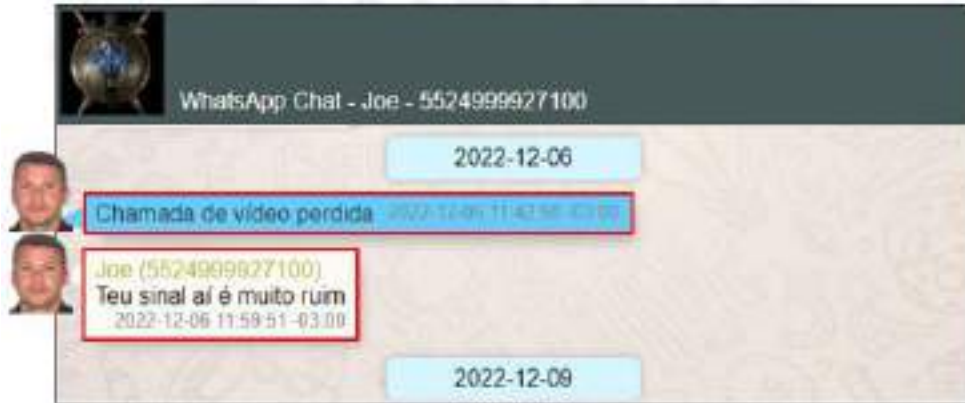 WhatsApp Chat - Joe - 5524999927100
2022-12-06
Chamada de vídeo perdida
Joe (5524999927100)
Teu sinal aí é muito ruim
2022-12-06 11:59:51 -03:00
2022-12-09